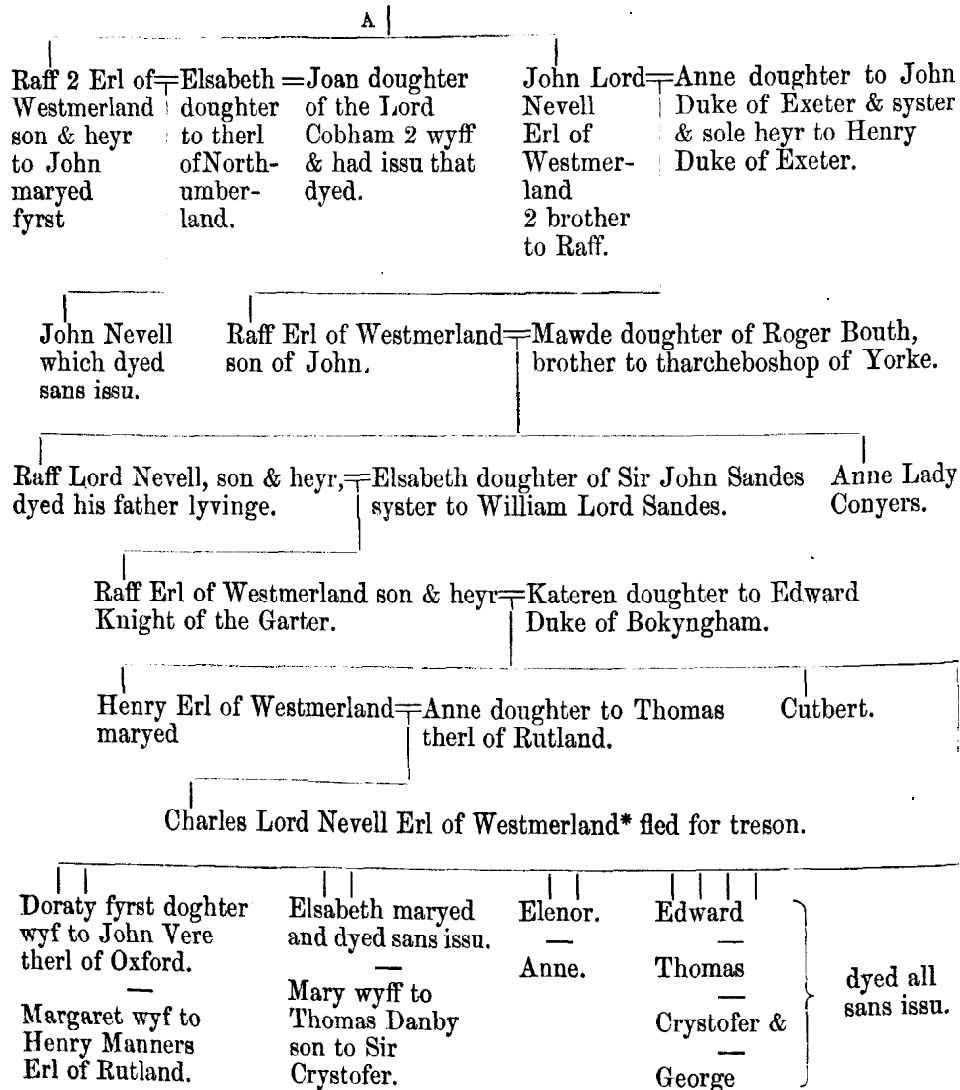 A
Raff 2 Erl of
Westmerland
son & heyr
to John
maryed
fyrst
Elsabeth
doughter
to therl
of North-
umber-
land.
Joan doughter
of the Lord
Cobham 2 wyff
& had issu that
dyed.
John Lord
Nevell
Erl of
Westmer-
land
2 brother
to Raff.
Anne doughter to John
Duke of Exeter & syster
& sole heyr to Henry
Duke of Exeter.
John Nevell
which dyed
sans issu.
Raff Erl of Westmerland
son of John.
Mawde doughter of Roger Bouth,
brother to tharcheboshop of Yorke.
Raff Lord Nevell, son & heyr,
dyed his father lyvinge.
Elsabeth doughter of Sir John Sandes
syster to William Lord Sandes.
Anne Lady
Conyers.
Raff Erl of Westmerland son & heyr
Knight of the Garter.
Kateren doughter to Edward
Duke of Bokyngham.
Henry Erl of Westmerland
maryed
Anne doughter to Thomas
therl of Rutland.
Cutbert.
Charles Lord Nevell Erl of Westmerland* fled for treson.
Doraty fyrst doghter
wyf to John Vere
therl of Oxford.
—
Margaret wyf to
Henry Manners
Erl of Rutland.
Elsabeth maryed
and dyed sans issu.
—
Mary wyff to
Thomas Danby
son to Sir
Crystofer.
Elenor.
—
Anne.
Edward
—
Thomas
—
Crystofer &
—
George
dyed all
sans issu.